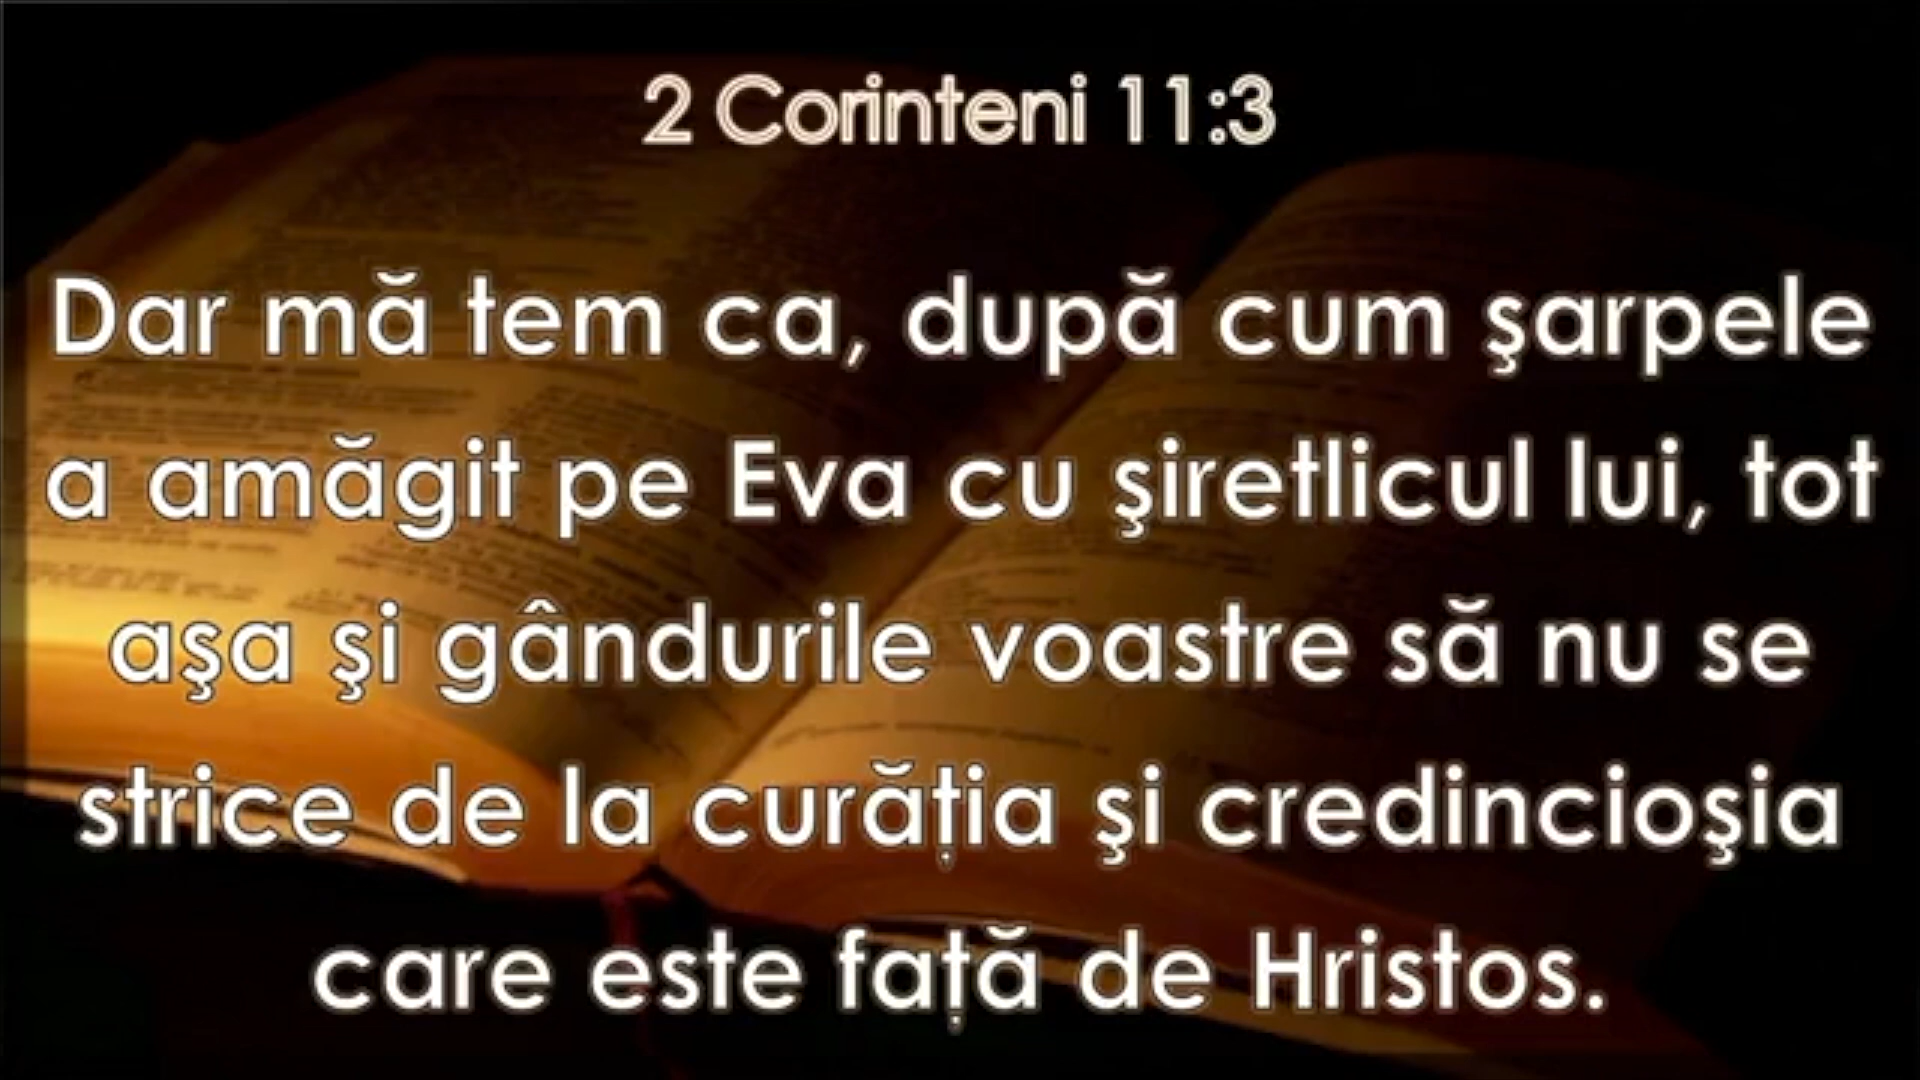 2 Corinteni 11:3
Dar mă tem ca, după cum şarpele
a amăgit pe Eva cu şiretlicul lui, tot
aşa şi gândurile voastre să nu se
strice de la curăția şi credincioşia
care este față de Hristos.